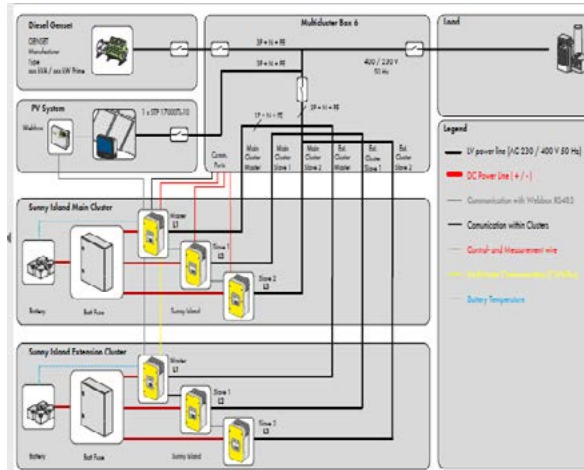 Diesel Genset
GENSET
Manufacturer
Type
xxx kVA / xxx kW Prime
Multicluster Box 6
3P + N + PE
3P + N + PE
400 / 230 V
50 Hz
Load
PV System
Webbox
1 x STP 17000TL-10
1P + N + PE
3P + N + PE
Comm.
Ports
Main
Cluster
Master
Main
Cluster
Slave 1
Main
Cluster
Slave 2
Ext.
Cluster
Master
Ext.
Cluster
Slave 1
Ext.
Cluster
Slave 2
Legend
LV power line (AC 230 / 400 V 50 Hz)
DC Power Line (+ / -)
Communication with Webbox RS485
Comunication within Clusters
Control- and Measurement wire
Battery Temperature
Sunny Island Main Cluster
Master
L1
Slave 1
Slave 2
L3
Battery
Batt Fuse
Sunny Island
Sunny Island Extension Cluster
Master
L1
Slave 1
L2
L3
Battery
Batt Fuse
Sunny Island